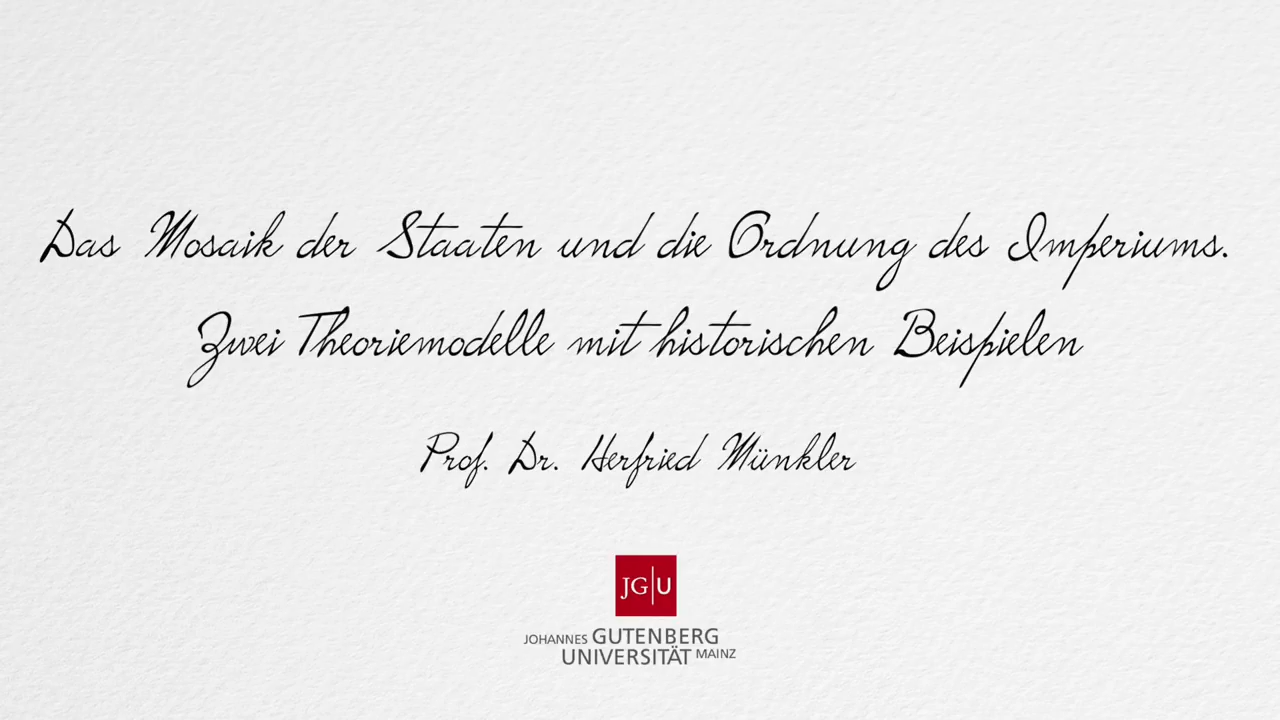 Das Mosaik der Staaten und die Ordnung des Imperiums.
Zwei Theoriemodelle mit historischen Beispielen
Prof. Dr. Herfried Münkler
JG|U
JOHANNES GUTENBERG
UNIVERSITÄT MAINZ